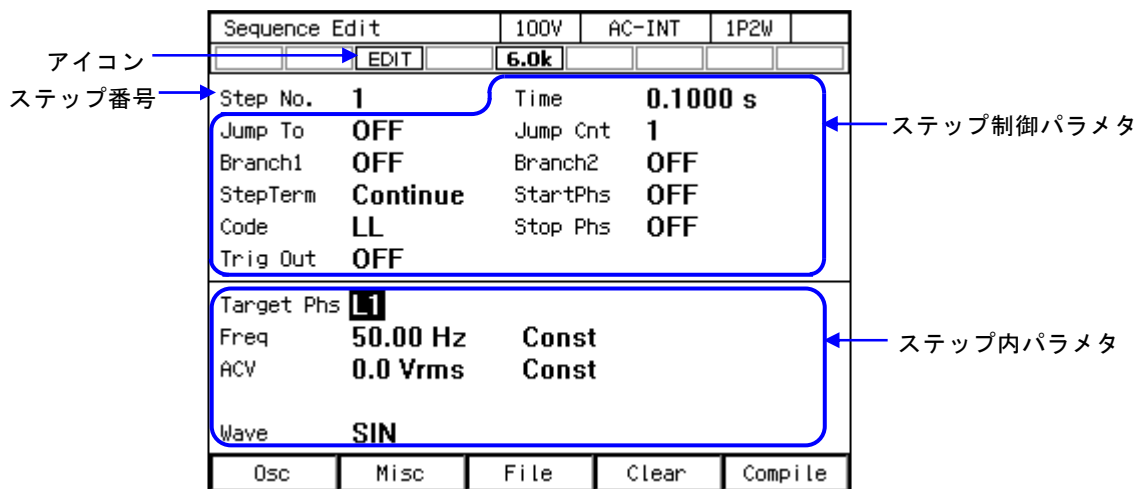 Sequence Edit 100V AC-INT 1P2W
アイコン EDIT 6.0k
ステップ番号 Step No. 1 Time 0.1000 s
Jump To OFF Jump Cnt 1 ステップ制御パラメタ
Branch1 OFF Branch2 OFF
StepTerm Continue StartPhs OFF
Code LL Stop Phs OFF
Trig Out OFF
Target Phs L1
Freq 50.00 Hz Const ステップ内パラメタ
ACV 0.0 Vrms Const
Wave SIN
Osc Misc File Clear Compile